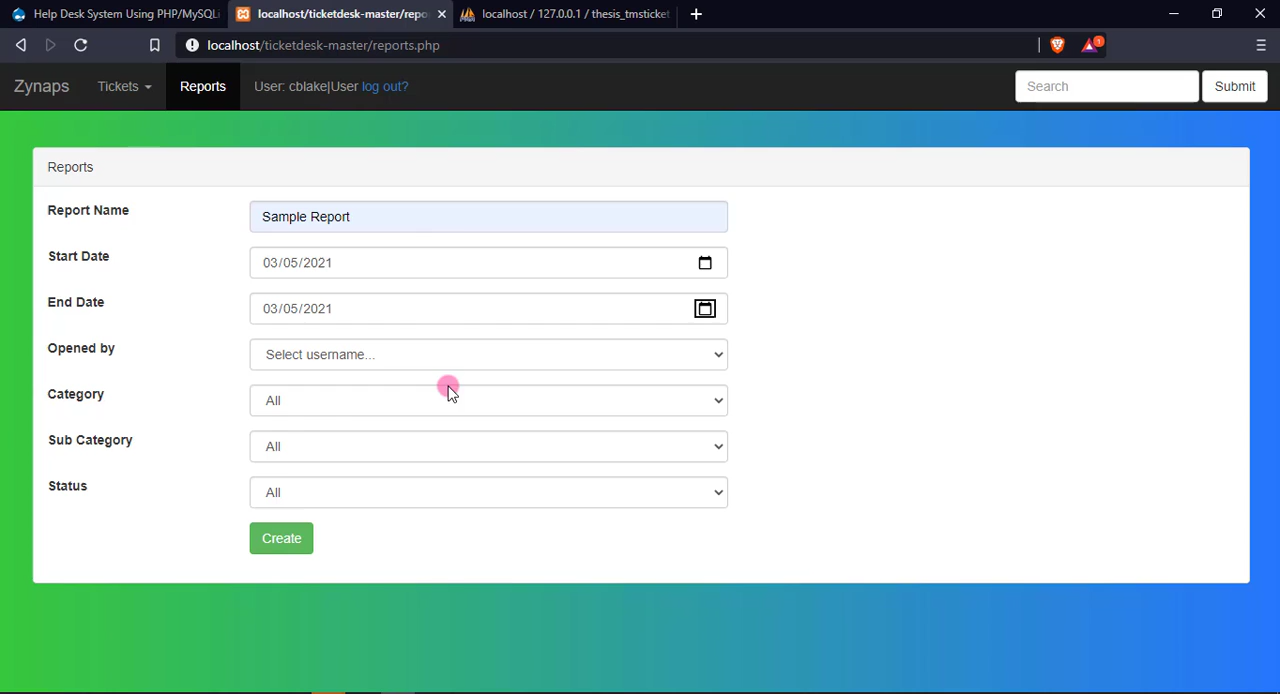 Help Desk System Using PHP/MySQLi
localhost/ticketdesk-master/repo
localhost / 127.0.0.1 / thesis_tmsticket
localhost/ticketdesk-master/reports.php
1
Zynaps
Tickets
Reports
User: cblake|User log out?
Search
Submit
Reports
Report Name
Sample Report
Start Date
03/05/2021
End Date
03/05/2021
Opened by
Select username...
Category
All
Sub Category
All
Status
All
Create